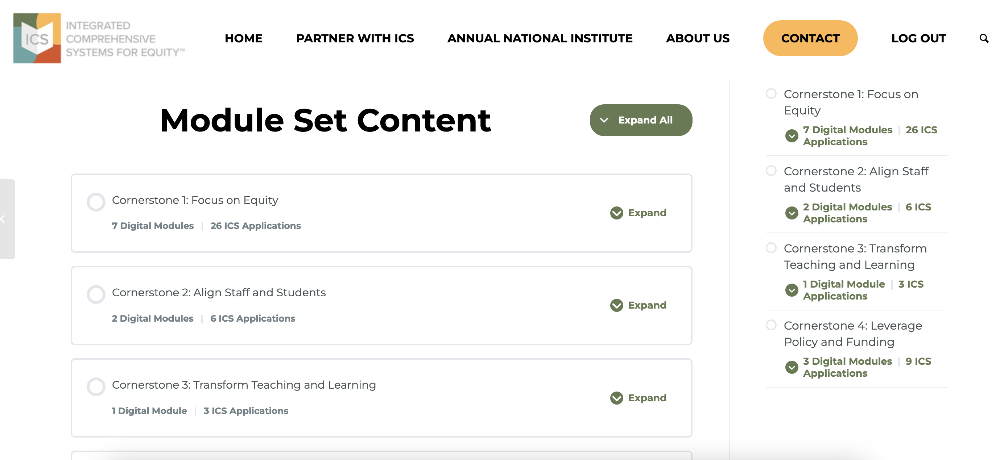 ICS
INTEGRATED
COMPREHENSIVE
SYSTEMS FOR EQUITY™
HOME
PARTNER WITH ICS
ANNUAL NATIONAL INSTITUTE
ABOUT US
CONTACT
LOG OUT
Module Set Content
Expand All
Cornerstone 1: Focus on Equity
7 Digital Modules | 26 ICS Applications
Expand
Cornerstone 2: Align Staff and Students
2 Digital Modules | 6 ICS Applications
Expand
Cornerstone 3: Transform Teaching and Learning
1 Digital Module | 3 ICS Applications
Expand
Cornerstone 1: Focus on
Equity
7 Digital Modules | 26 ICS
Applications
Cornerstone 2: Align Staff
and Students
2 Digital Modules | 6 ICS
Applications
Cornerstone 3: Transform
Teaching and Learning
1 Digital Module | 3 ICS
Applications
Cornerstone 4: Leverage
Policy and Funding
3 Digital Modules | 9 ICS
Applications